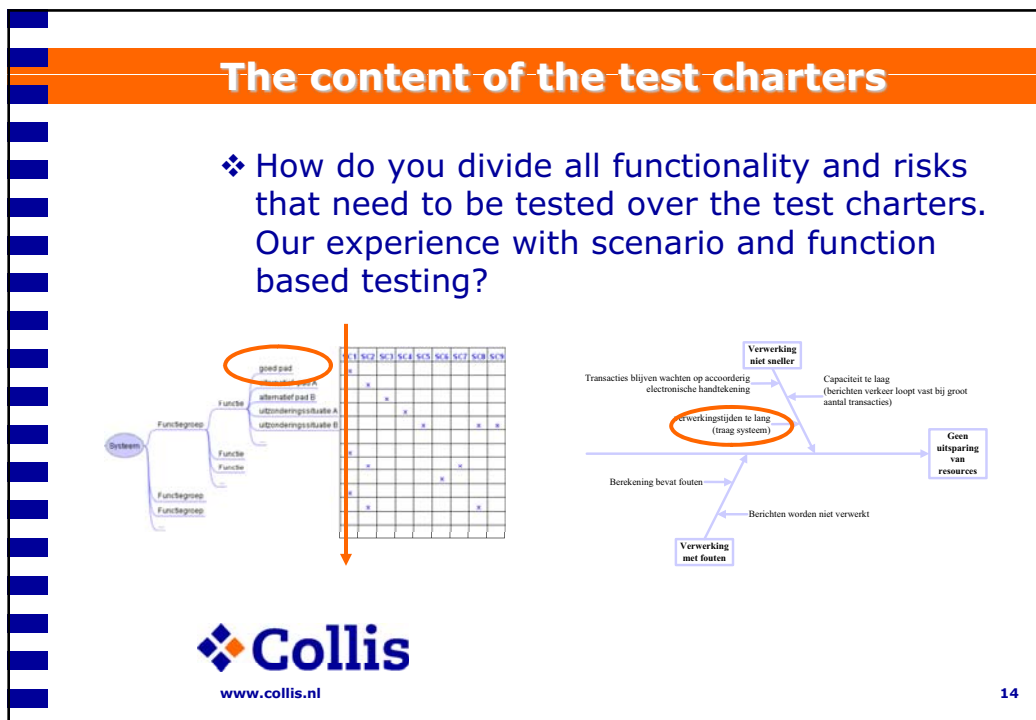 The content of the test charters
How do you divide all functionality and risks
that need to be tested over the test charters.
Our experience with scenario and function
based testing?
SC1 SC2 SC3 SC4 SC5 SC6 SC7 SC8 SC9
goed pad
alternatief pad A
alternatief pad B
uitzonderingssituatie A
uitzonderingssituatie B
...
Functie
Functie
Functie
...
Functiegroep
Functiegroep
Functiegroep
...
Systeem
x
x
x
x
x x x
x
x x
x
x
x x
Verwerking
niet sneller
Transacties blijven wachten op accoorderig
electronische handtekening
Capaciteit te laag
(berichten verkeer loopt vast bij groot
aantal transacties)
erwerkingstijden te lang
(traag systeem)
Geen
uitsparing
van
resources
Berekening bevat fouten
Berichten worden niet verwerkt
Verwerking
met fouten
Collis
www.collis.nl
14